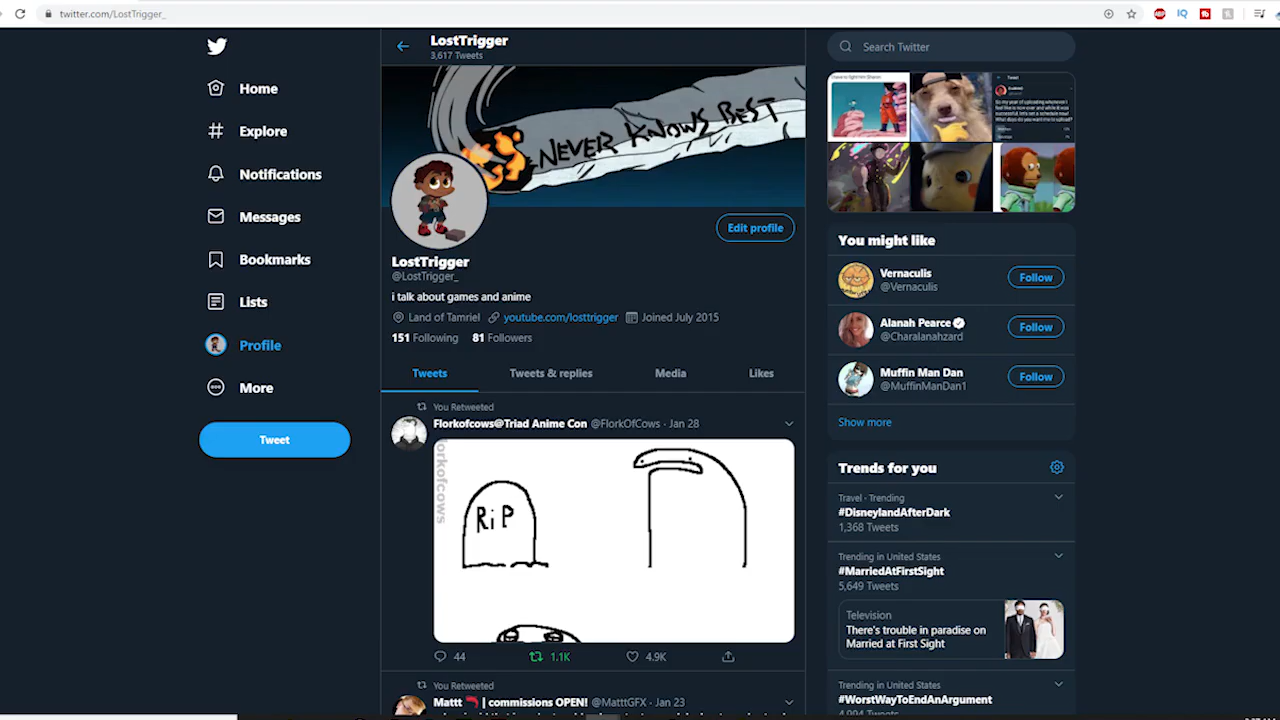 twitter.com/LostTrigger_
LostTrigger
3,617 Tweets
Search Twitter
Home
Explore
Notifications
Messages
Bookmarks
Lists
Profile
More
Tweet
NEVER KNOWS BEST
Edit profile
LostTrigger
@LostTrigger_
i talk about games and anime
Land of Tamriel youtube.com/losttrigger Joined July 2015
151 Following 81 Followers
Tweets Tweets & replies Media Likes
You Retweeted
Florkofcows@Triad Anime Con @FlorkOfCows · Jan 28
orkofcows
RiP
44 1.1K 4.9K
You Retweeted
Mattt | commissions OPEN! @MatttGFX · Jan 23
You might like
Vernaculis
@Vernaculis
Follow
Alanah Pearce
@Charalanahzard
Follow
Muffin Man Dan
@MuffinManDan1
Follow
Show more
Trends for you
Travel · Trending
#DisneylandAfterDark
1,368 Tweets
Trending in United States
#MarriedAtFirstSight
5,649 Tweets
Television
There's trouble in paradise on
Married at First Sight
Trending in United States
#WorstWayToEndAnArgument
4,994 Tweets